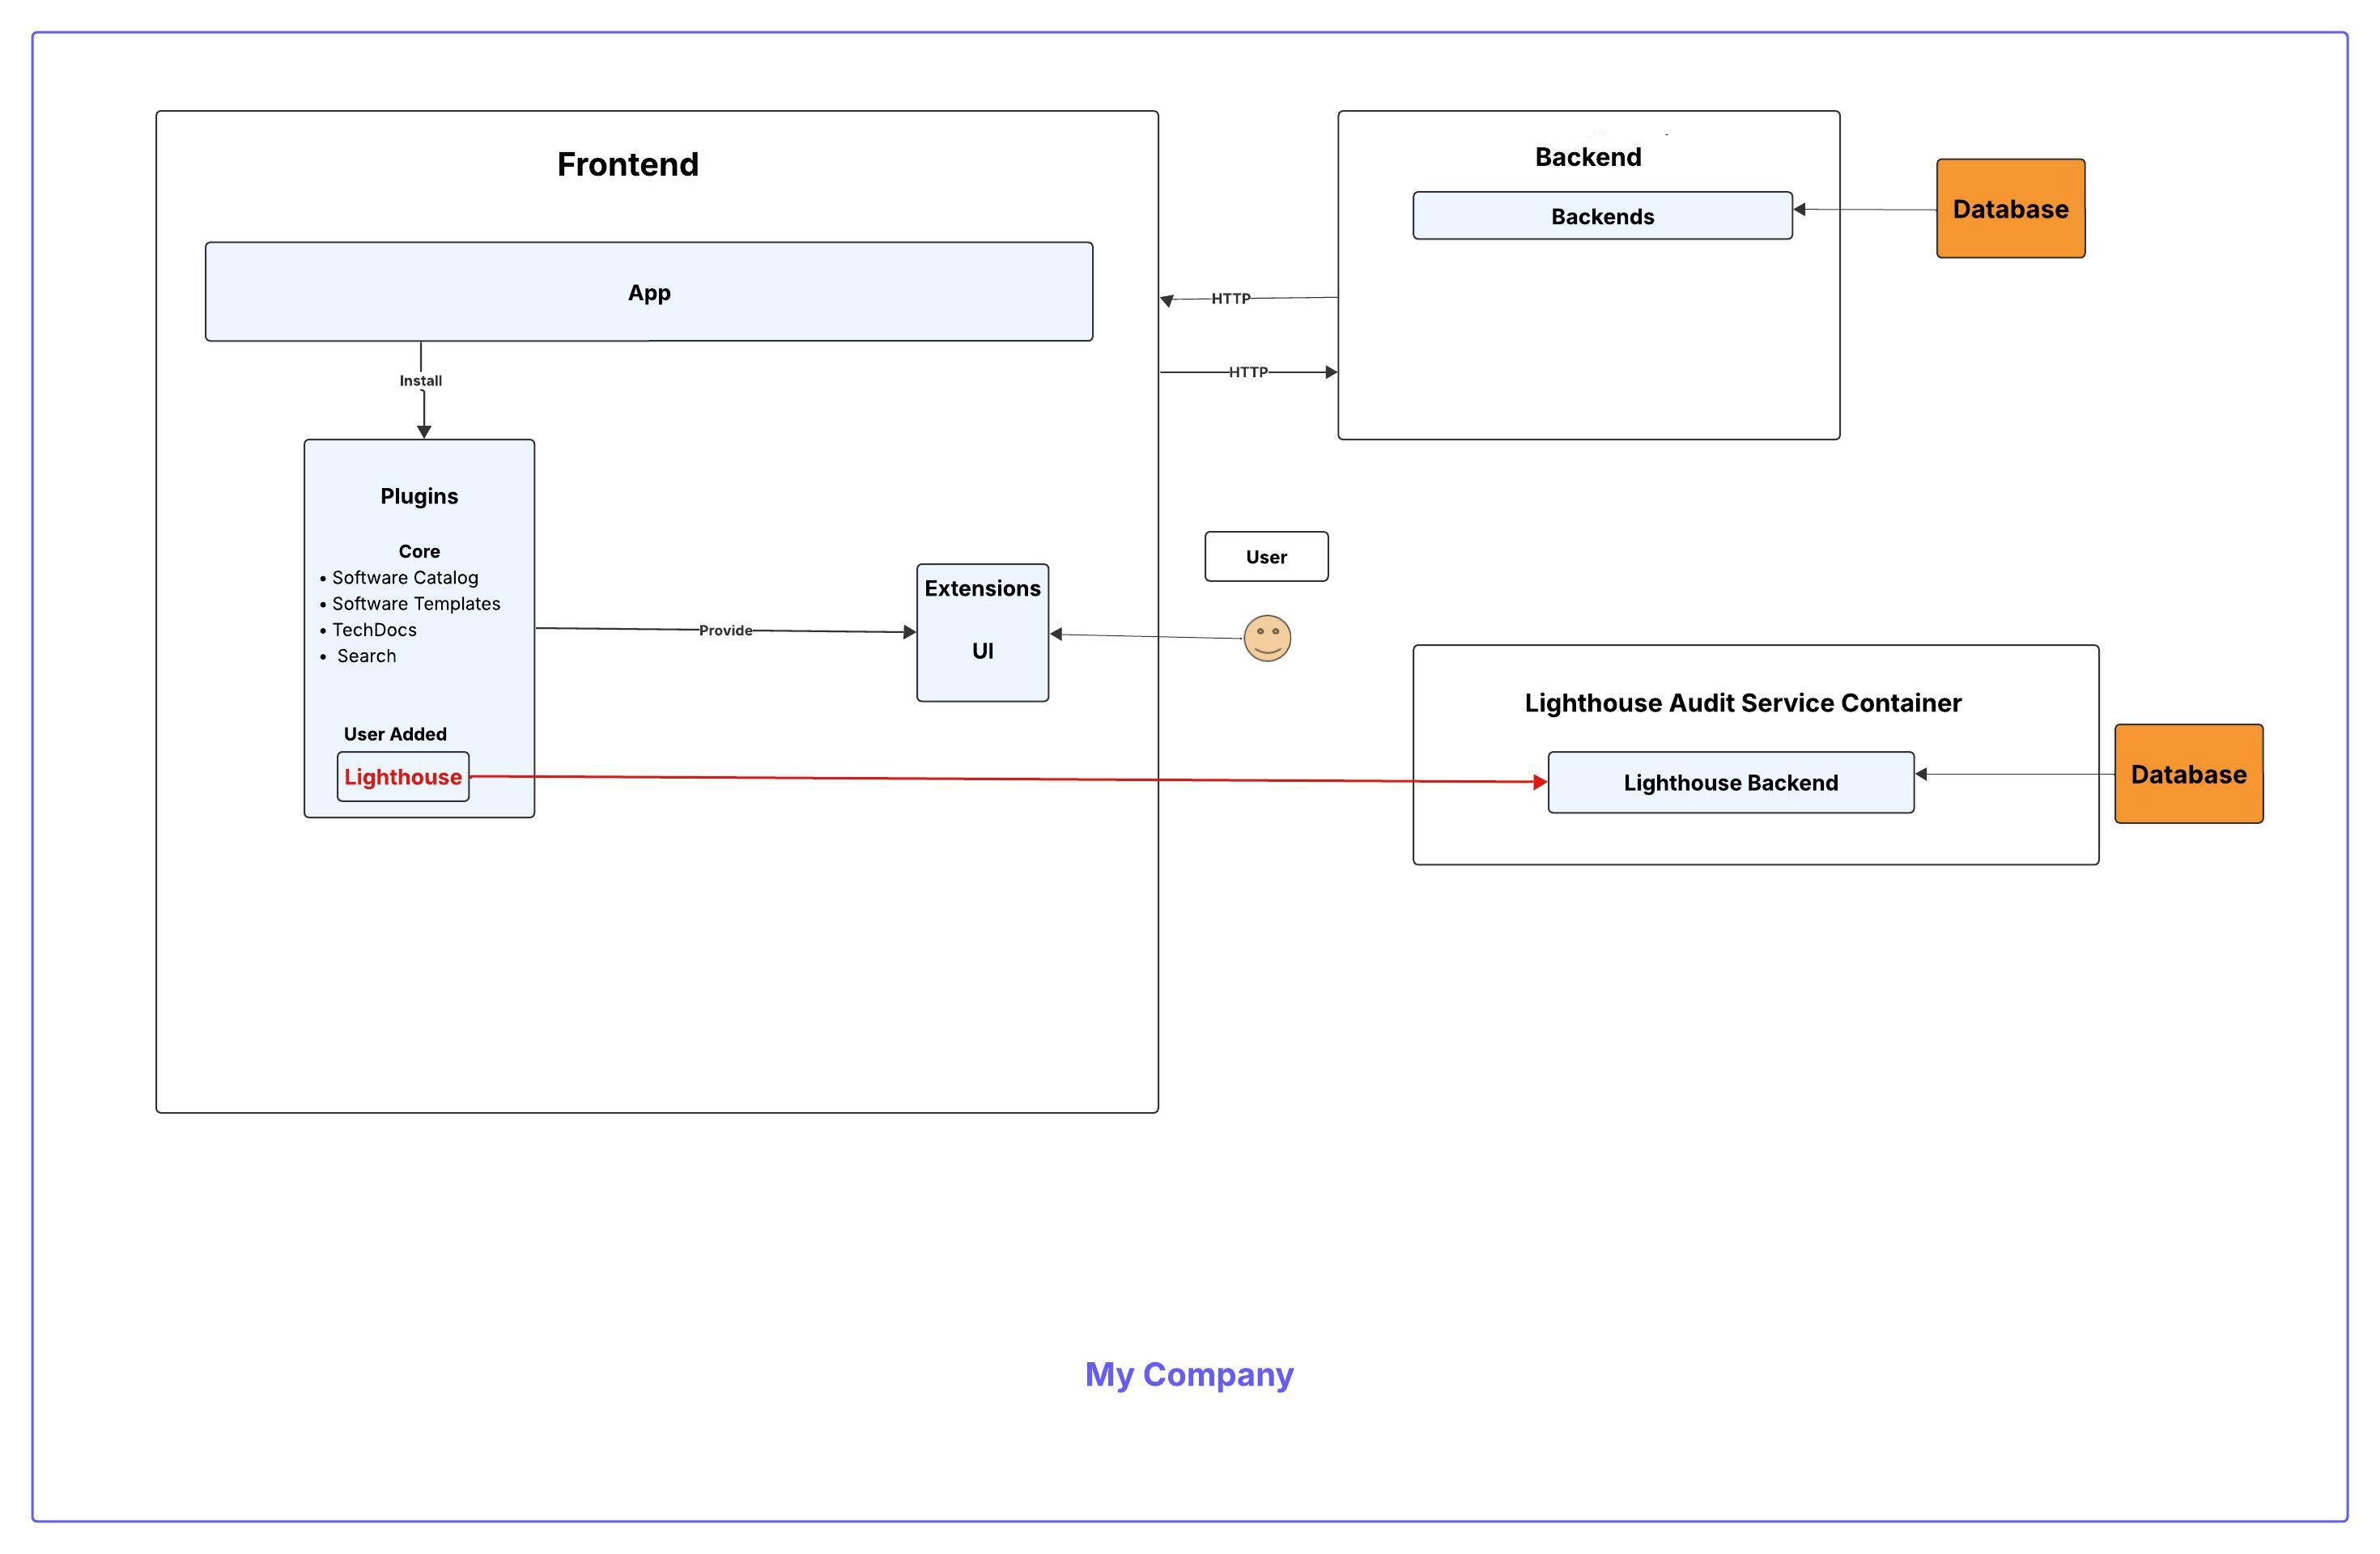 Frontend
App
Install
Plugins
Core
• Software Catalog
• Software Templates
• TechDocs
• Search
User Added
Lighthouse
Provide
Extensions
UI
HTTP
HTTP
Backend
Backends
Database
User
Lighthouse Audit Service Container
Lighthouse Backend
Database
My Company